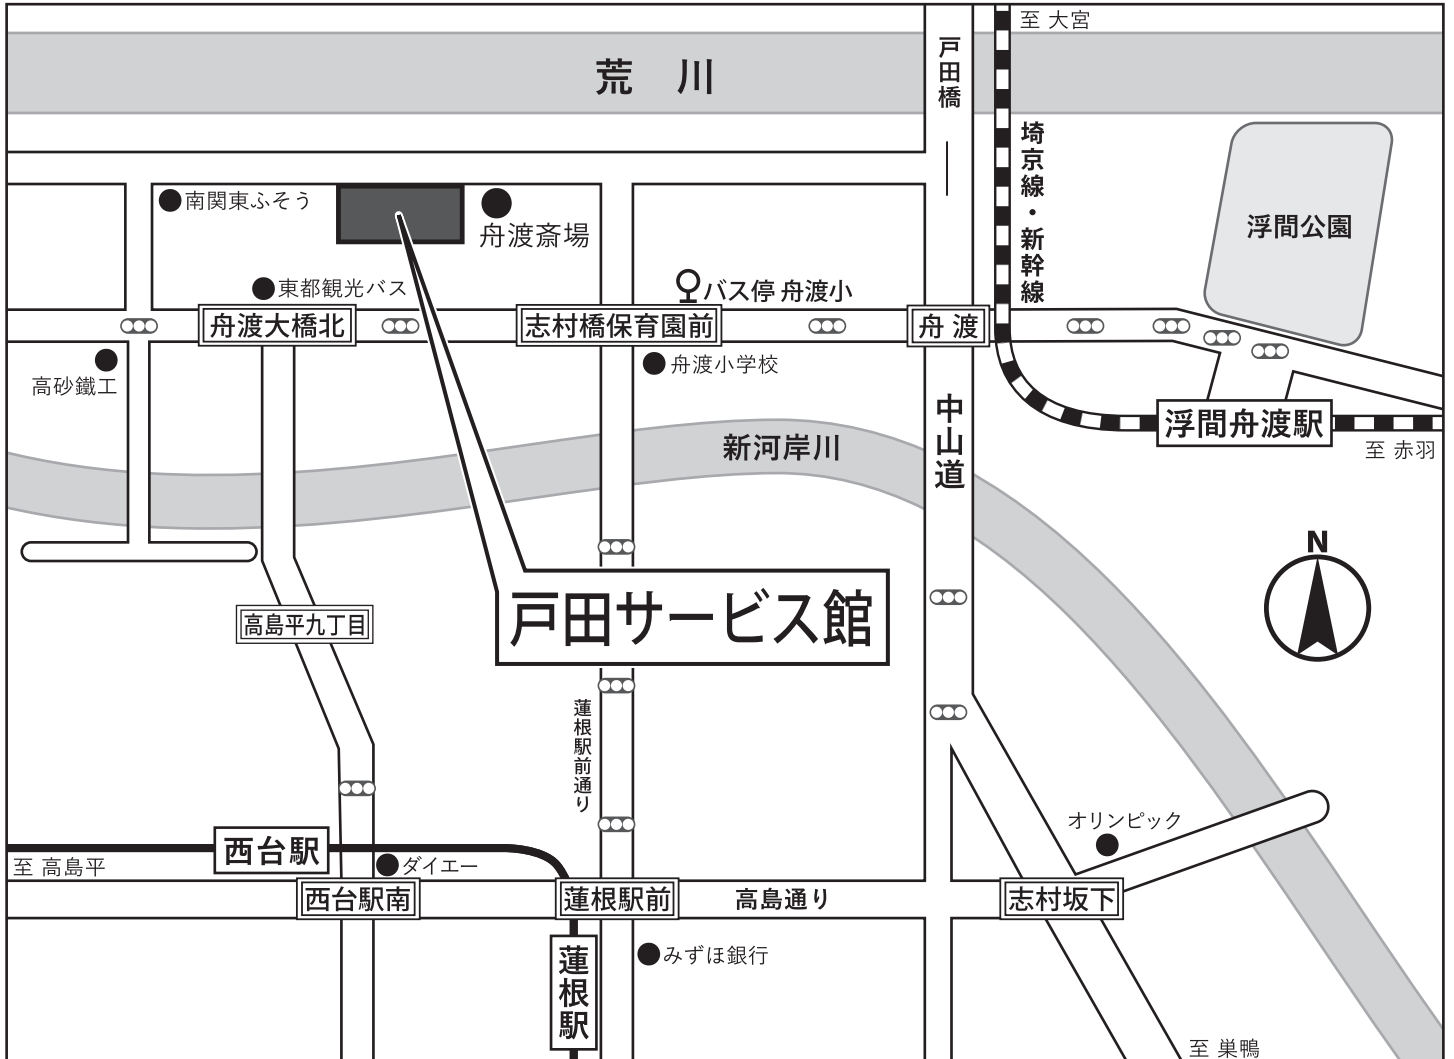 至 大宮
荒 川
戸田橋
埼京線・新幹線
浮間公園
南関東ふそう
舟渡斎場
東都観光バス
バス停 舟渡小
舟渡大橋北
志村橋保育園前
舟 渡
高砂鐵工
舟渡小学校
中山道
浮間舟渡駅
至 赤羽
新河岸川
N
戸田サービス館
高島平九丁目
蓮根駅前通り
オリンピック
西台駅
至 高島平
ダイエー
西台駅南
蓮根駅前
高島通り
志村坂下
蓮根駅
みずほ銀行
至 巣鴨